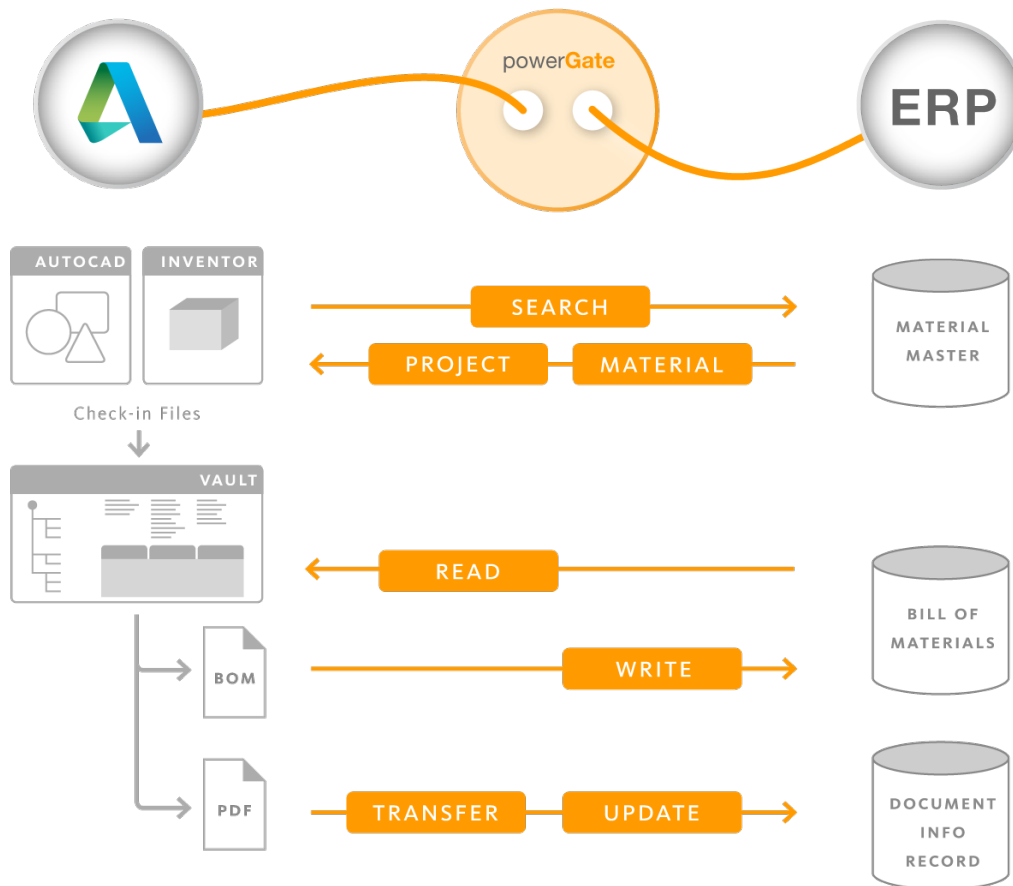 powerGate
ERP
AUTOCAD
INVENTOR
SEARCH
PROJECT
MATERIAL
MATERIAL
MASTER
Check-in Files
VAULT
READ
BILL OF
MATERIALS
BOM
WRITE
PDF
TRANSFER
UPDATE
DOCUMENT
INFO
RECORD